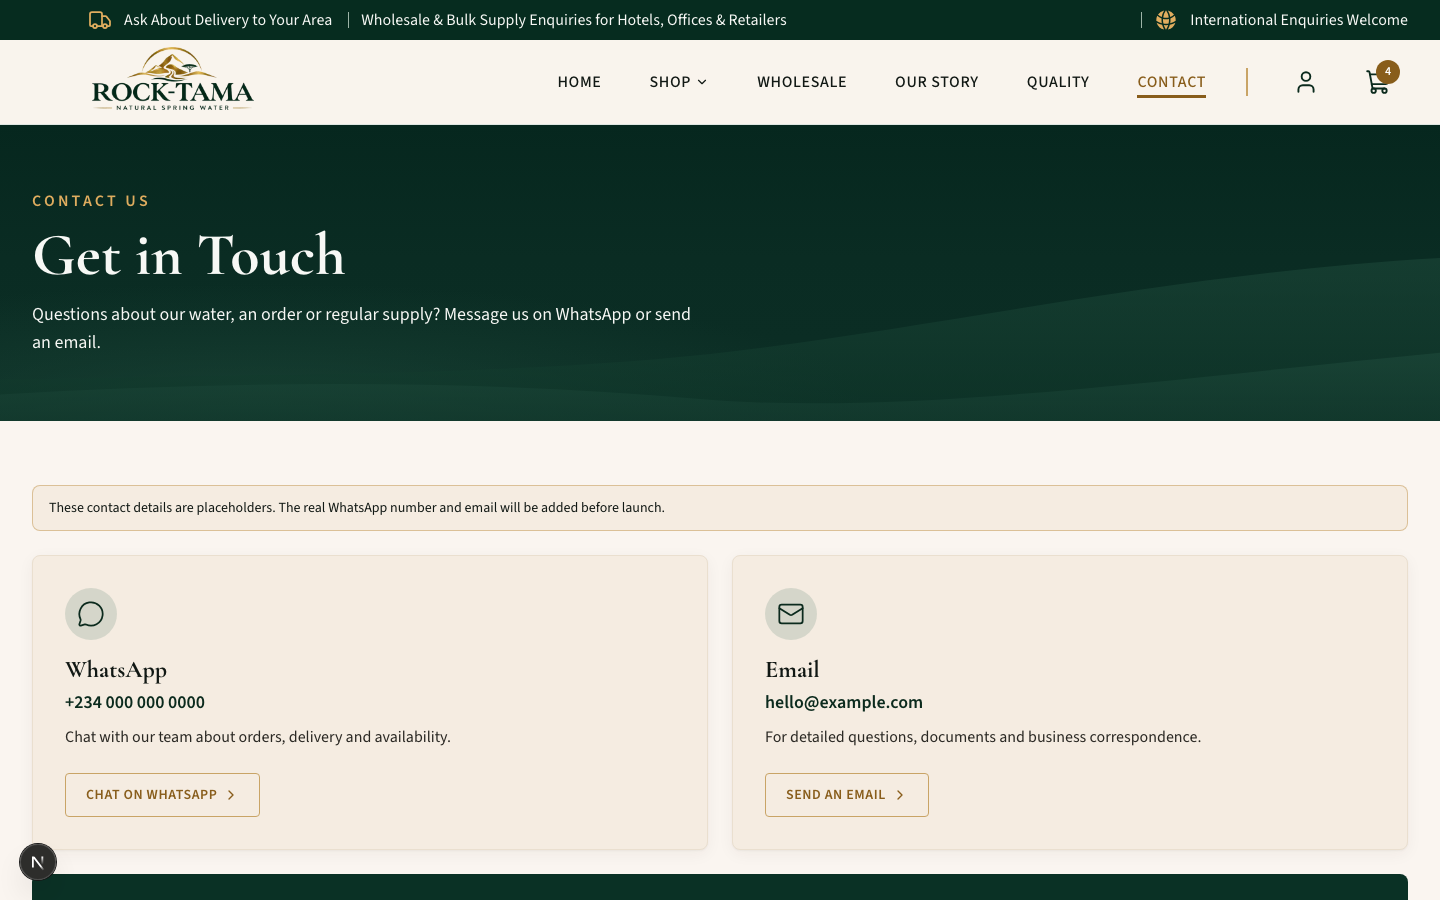 Ask About Delivery to Your Area
Wholesale & Bulk Supply Enquiries for Hotels, Offices & Retailers
International Enquiries Welcome
ROCK-TAMA
NATURAL SPRING WATER
HOME
SHOP
WHOLESALE
OUR STORY
QUALITY
CONTACT
4
CONTACT US
Get in Touch
Questions about our water, an order or regular supply? Message us on WhatsApp or send
an email.
These contact details are placeholders. The real WhatsApp number and email will be added before launch.
WhatsApp
+234 000 000 0000
Chat with our team about orders, delivery and availability.
CHAT ON WHATSAPP
Email
hello@example.com
For detailed questions, documents and business correspondence.
SEND AN EMAIL
N